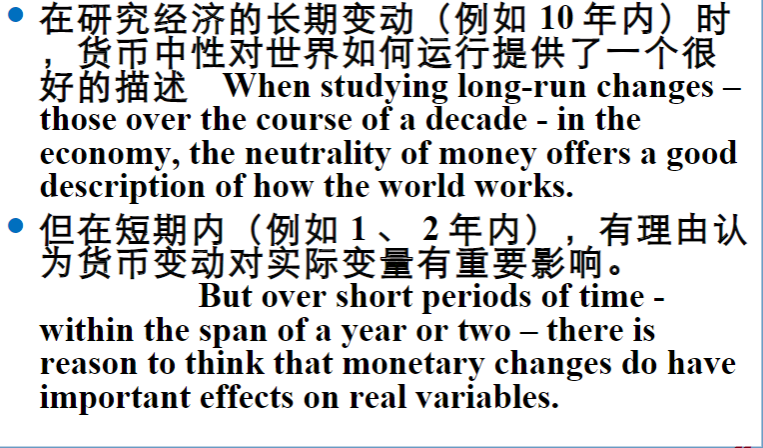 • 在研究经济的长期变动（例如 10 年内）时
，货币中性对世界如何运行提供了一个很
好的描述 When studying long-run changes –
those over the course of a decade - in the
economy, the neutrality of money offers a good
description of how the world works.
• 但在短期内（例如 1 、 2 年内），有理由认
为货币变动对实际变量有重要影响。
But over short periods of time -
within the span of a year or two – there is
reason to think that monetary changes do have
important effects on real variables.